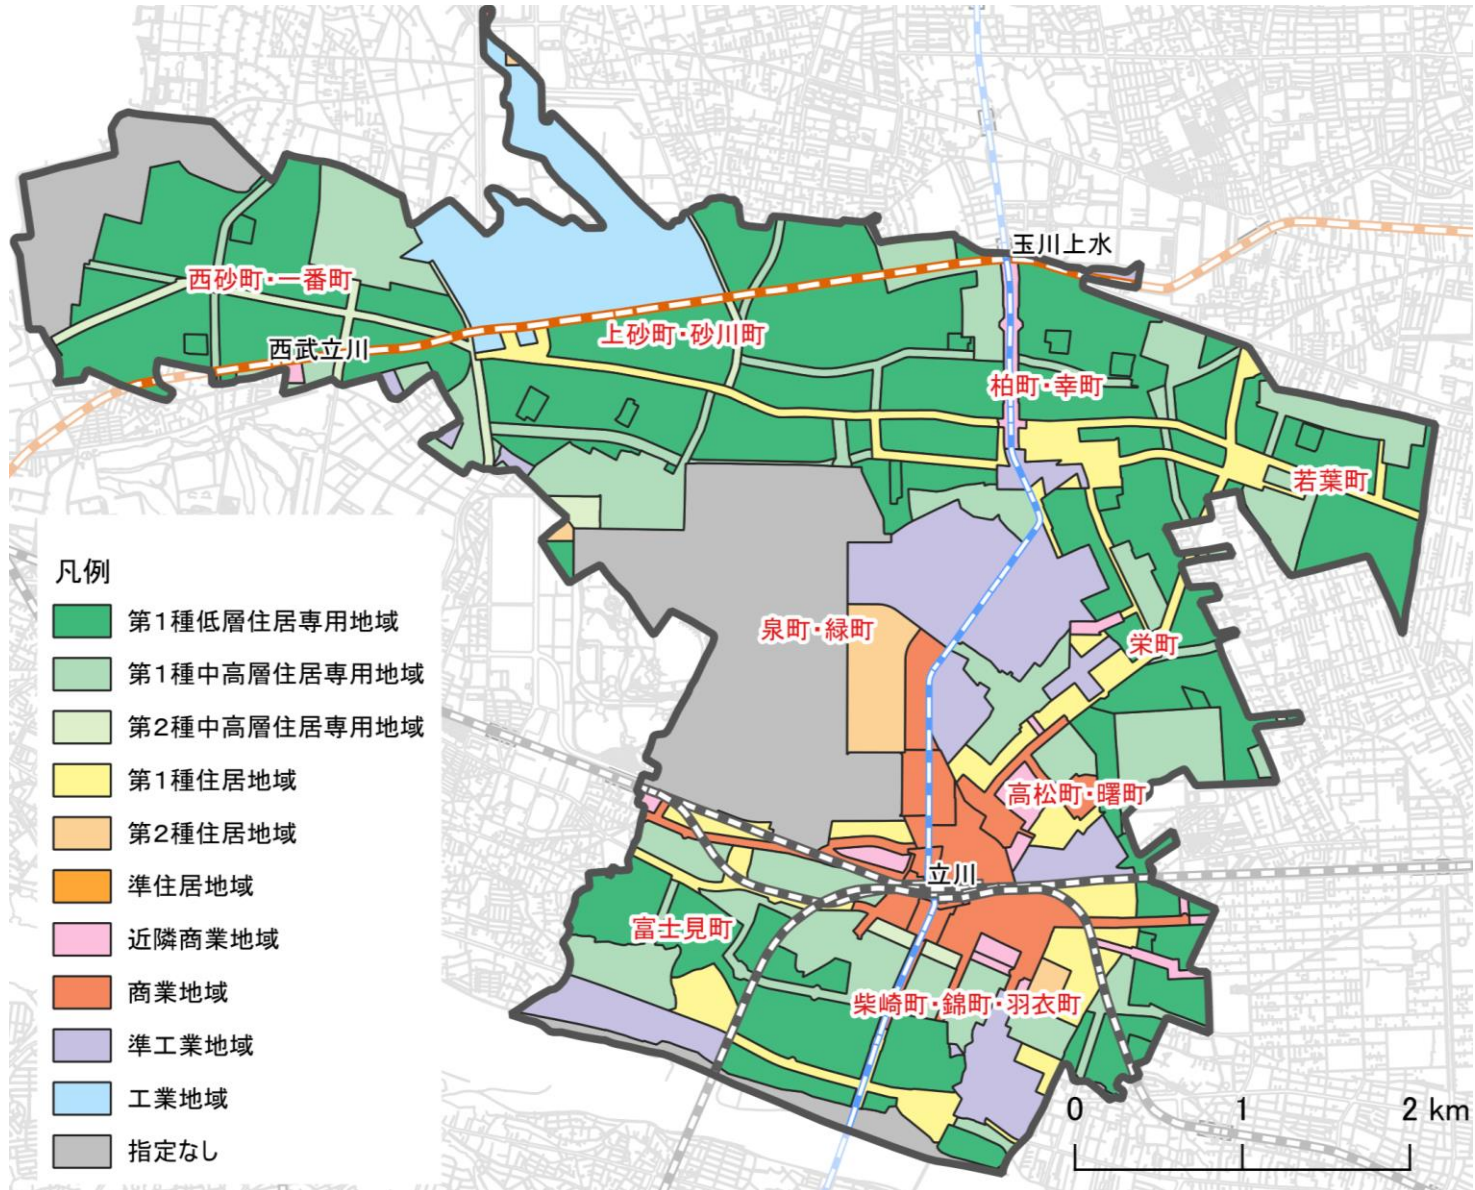 玉川上水
西砂町・一番町
上砂町・砂川町
西武立川
柏町・幸町
若葉町
泉町・緑町
栄町
高松町・曙町
立川
富士見町
柴崎町・錦町・羽衣町
凡例
第1種低層住居専用地域
第1種中高層住居専用地域
第2種中高層住居専用地域
第1種住居地域
第2種住居地域
準住居地域
近隣商業地域
商業地域
準工業地域
工業地域
指定なし
0 1 2 km